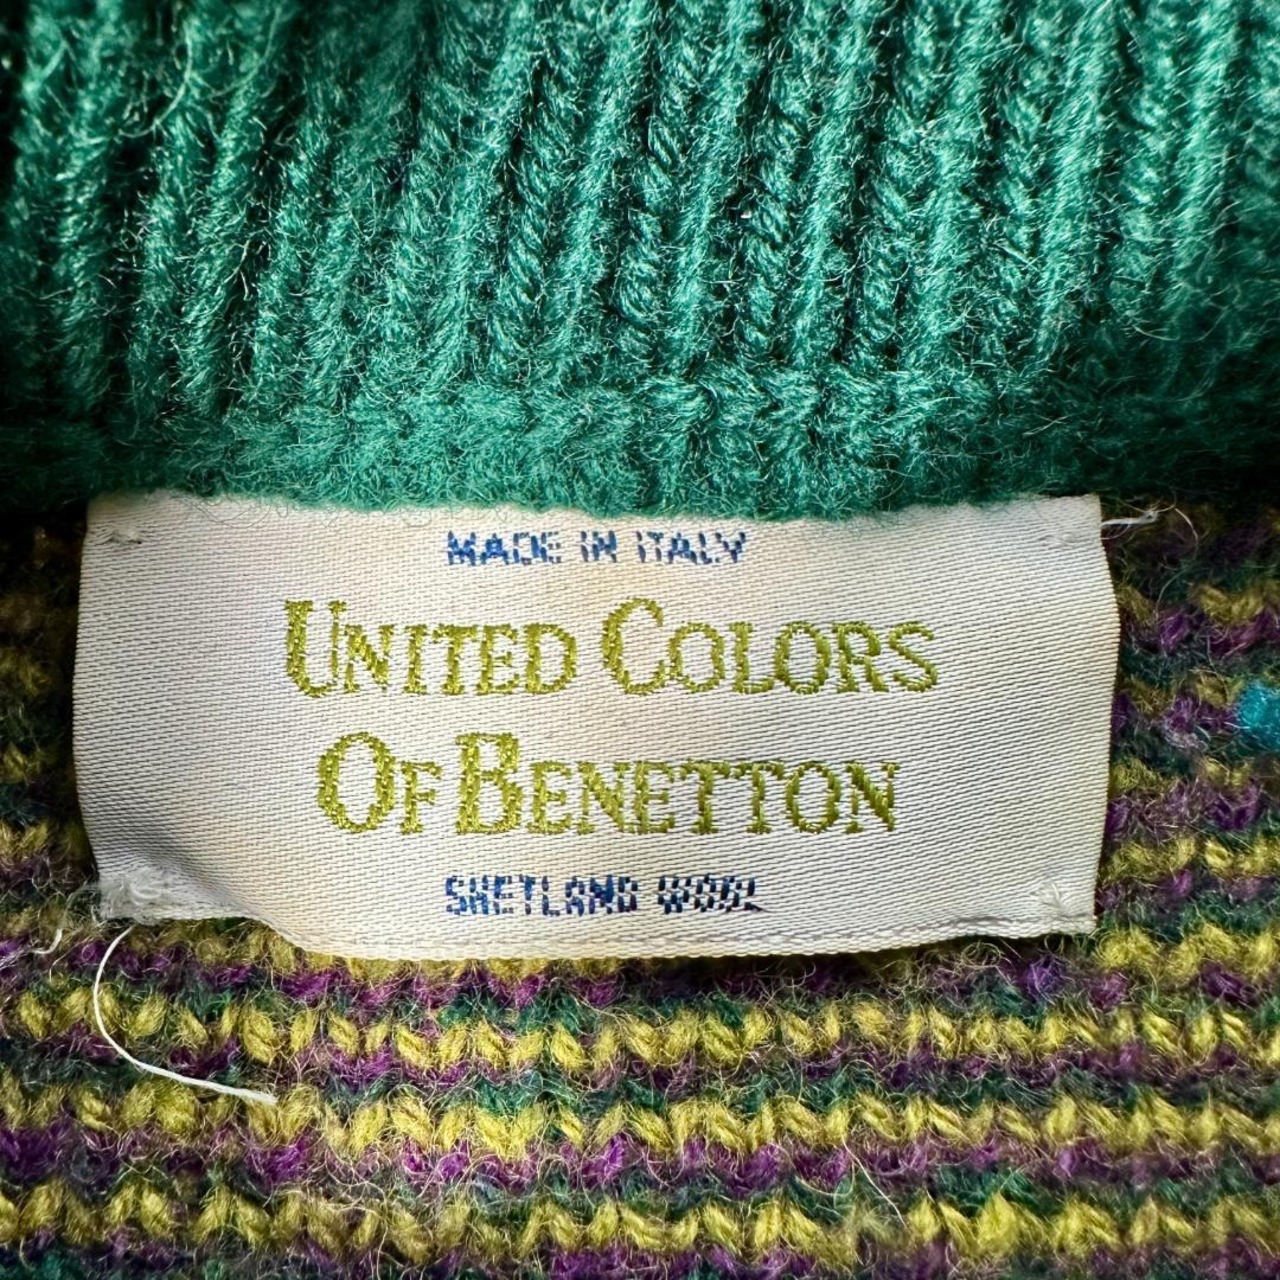 MADE IN ITALY
UNITED COLORS
OF BENETTON
SHETLAND WOOL